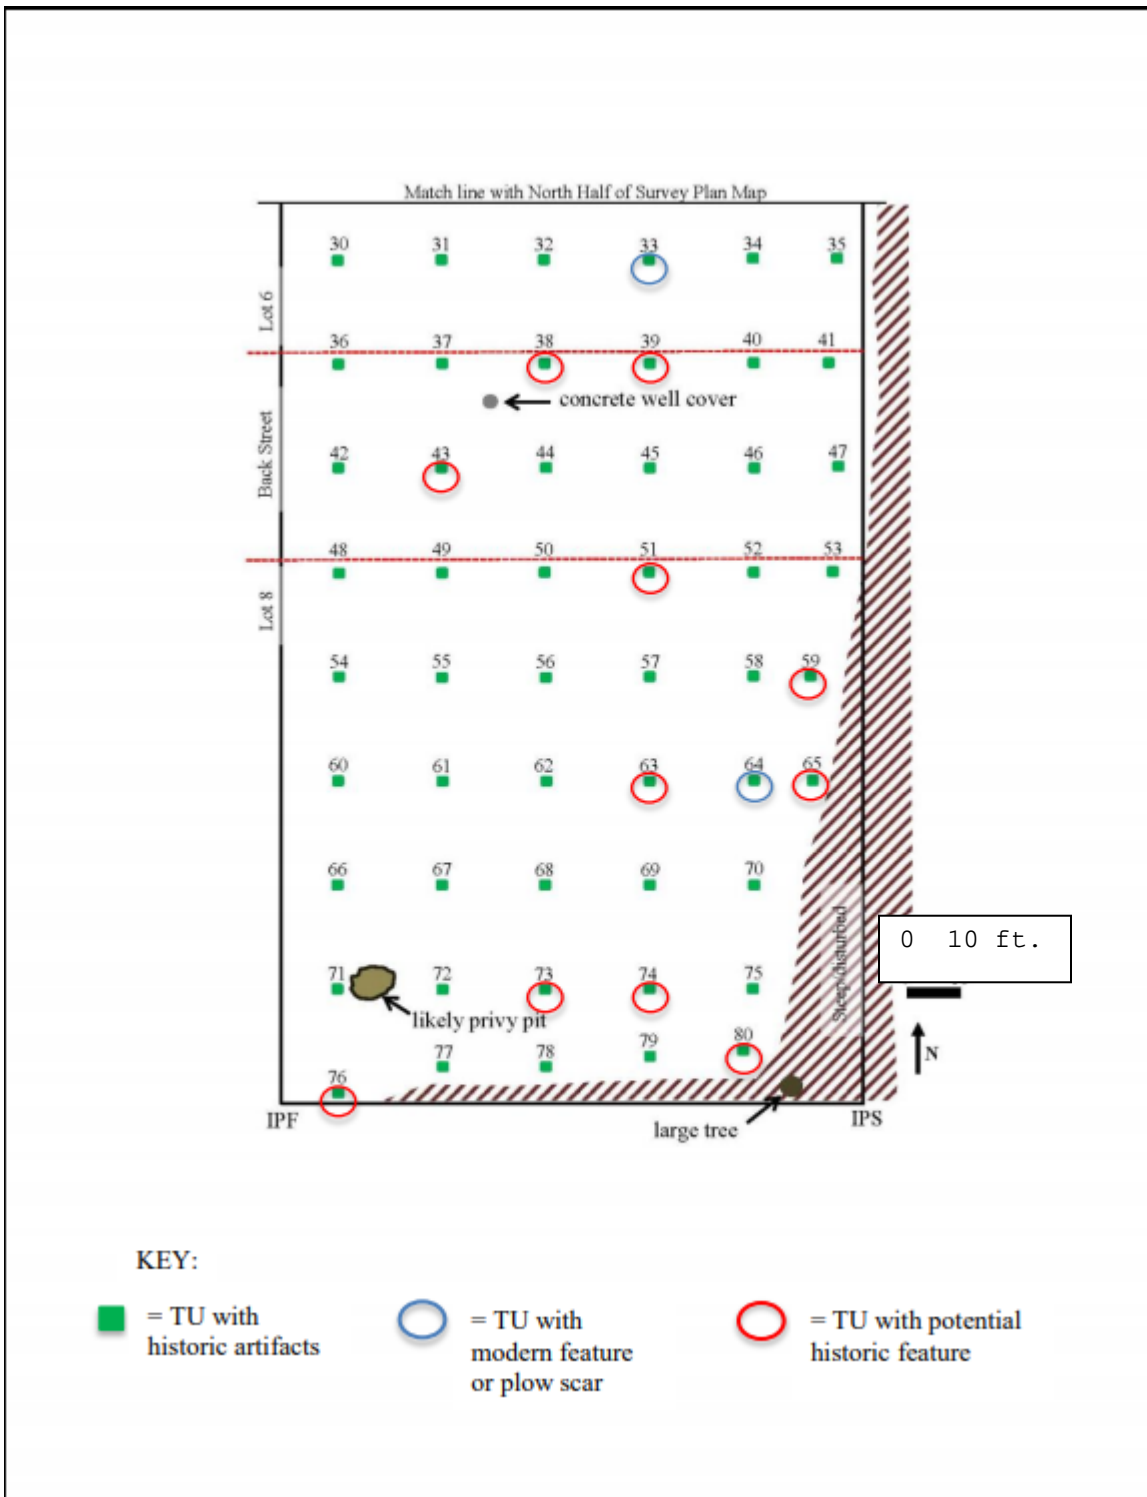 Match line with North Half of Survey Plan Map
30 31 32 33 34 35
Lot 6
36 37 38 39 40 41
concrete well cover
Back Street
42 43 44 45 46 47
48 49 50 51 52 53
Lot 8
54 55 56 57 58 59
60 61 62 63 64 65
66 67 68 69 70
Steep/disturbed
0 10 ft.
71 72 73 74 75
likely privy pit
N
77 78 79 80
76
IPF
large tree
IPS
KEY:
= TU with
historic artifacts
= TU with
modern feature
or plow scar
= TU with potential
historic feature